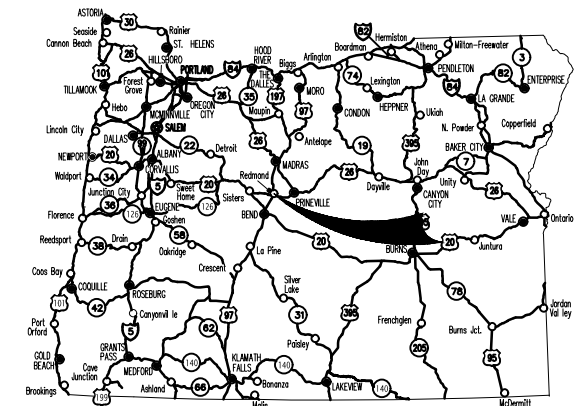 ASTORIA
30
Seaside
Rainier
Cannon Beach
26
ST. HELENS
HILLSBORO
PORTLAND
101
Forest
Grove
TILLAMOOK
OREGON
CITY
Hebo
MCMINNVILLE
SALEM
Lincoln City
DALLAS
22
Detroit
NEWPORT
20
ALBANY
CORVALLIS
Waldport
34
Junction City
5
Sweet
Home
20
Sisters
36
126
EUGENE
126
Florence
Goshen
58
Reedsport
38
Drain
Oakridge
Crescent
Coos Bay
COQUILLE
ROSEBURG
101
42
Canyonville
Port
Orford
5
62
GOLD
BEACH
GRANTS
PASS
Cave
Junction
MEDFORD
140
Brookings
199
Ashland
66
KLAMATH
FALLS
Bonanza
Malin
140
LAKEVIEW
140
84
HOOD
RIVER
THE
DALLES
Biggs
Arlington
35
197
MORO
97
Maupin
26
Antelope
MADRAS
Redmond
26
PRINEVILLE
BEND
20
La Pine
Silver
Lake
97
31
Paisley
395
82
Hermiston
Boardman
Athena
Milton-Freewater
74
PENDLETON
Lexington
HEPPNER
CONDON
Ukiah
84
82
3
ENTERPRISE
LA GRANDE
N. Powder
Copperfield
BAKER CITY
19
395
John
Day
7
Unity
26
Dayville
CANYON
CITY
VALE
Ontario
BURNS
20
Juntura
78
Frenchglen
Burns Jct.
Jordan
Valley
205
95
McDermitt